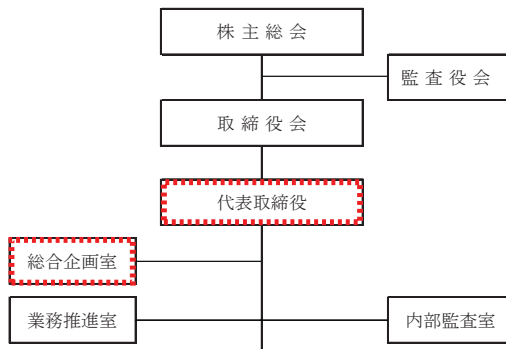 株主総会
監査役会
取締役会
代表取締役
総合企画室
業務推進室
内部監査室